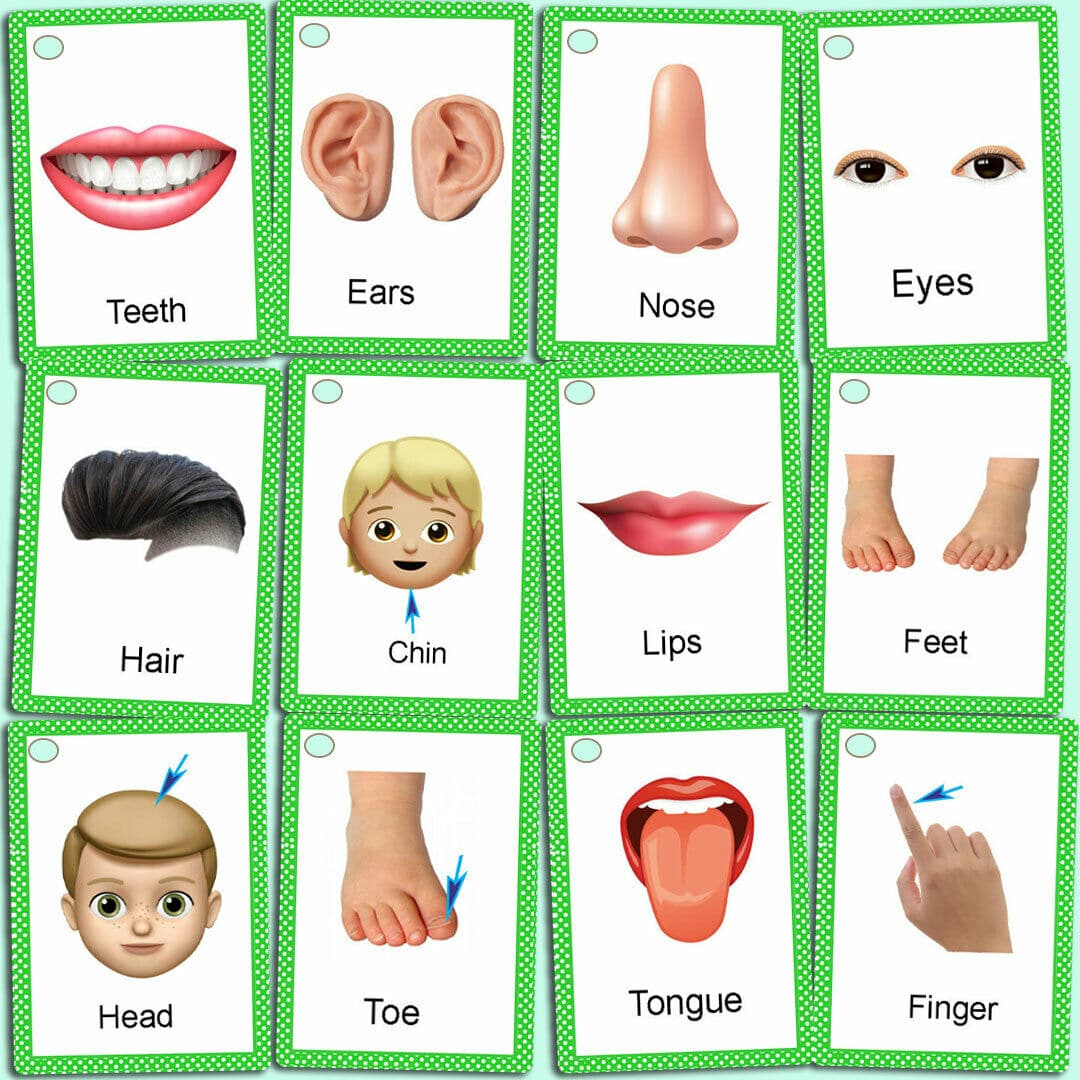 Teeth
Ears
Nose
Eyes
Hair
Chin
Lips
Feet
Head
Toe
Tongue
Finger